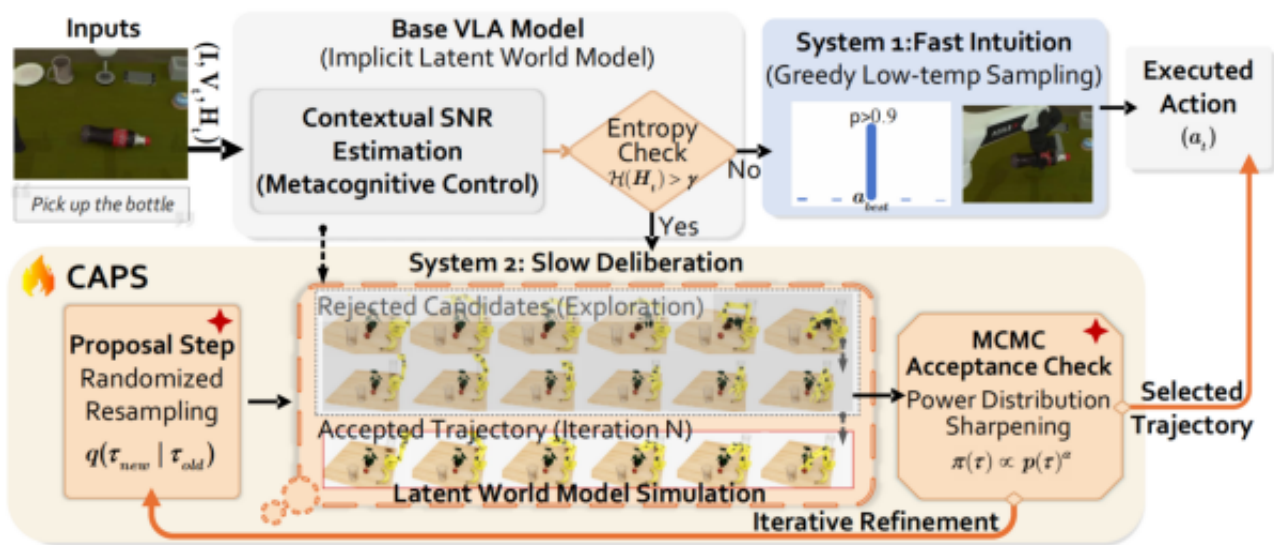 Inputs
(I, V_t, H_t)
Pick up the bottle
Base VLA Model
(Implicit Latent World Model)
Contextual SNR
Estimation
(Metacognitive Control)
Entropy
Check
ℋ(H_t) > γ
No
Yes
System 1:Fast Intuition
(Greedy Low-temp Sampling)
p>0.9
a_best
Executed
Action
(a_t)
CAPS
System 2: Slow Deliberation
Proposal Step
Randomized
Resampling
q(τ_new | τ_old)
Rejected Candidates (Exploration)
Accepted Trajectory (Iteration N)
Latent World Model Simulation
MCMC
Acceptance Check
Power Distribution
Sharpening
π(τ) ∝ p(τ)^α
Selected
Trajectory
Iterative Refinement